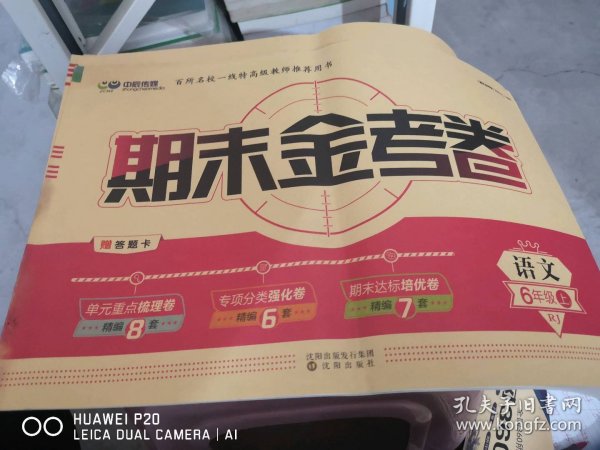 中辰传媒
百所名校一线特高级教师推荐用书
期末金考卷
赠答题卡
语文
6年级上
RJ
单元重点梳理卷
精编8套
专项分类强化卷
精编6套
期末达标培优卷
精编7套
沈阳出版发行集团
沈阳出版社
孔夫子旧书网
HUAWEI P20
LEICA DUAL CAMERA | AI